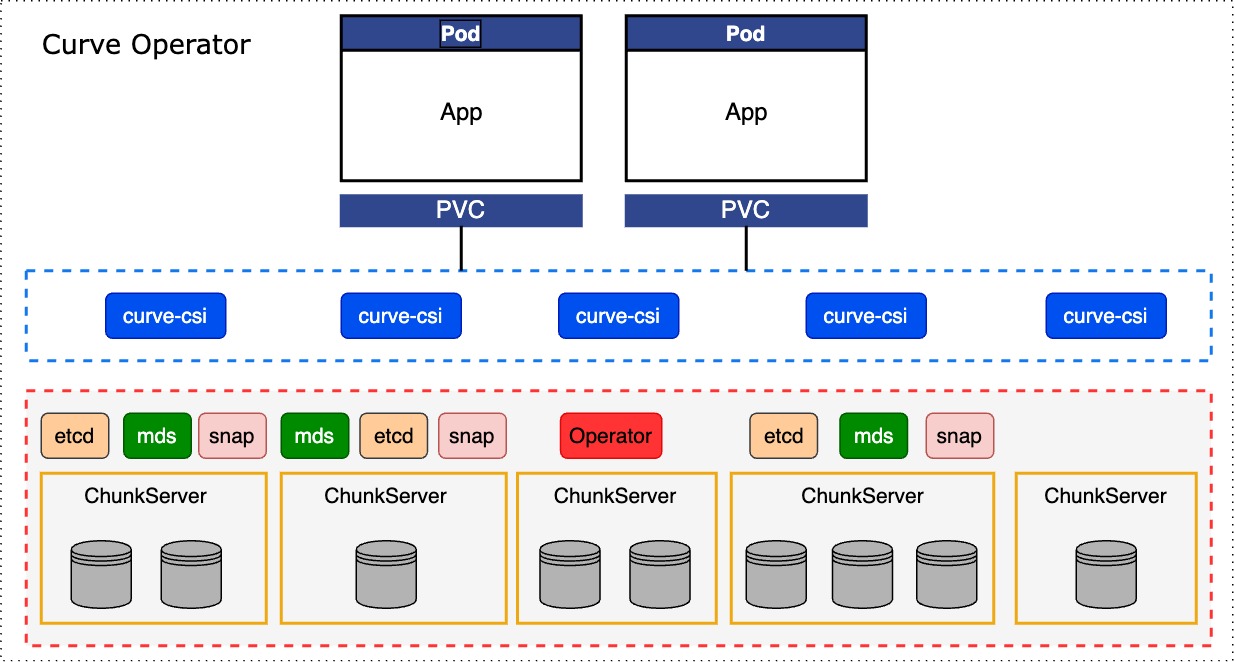 Curve Operator
Pod
Pod
App
App
PVC
PVC
curve-csi
curve-csi
curve-csi
curve-csi
curve-csi
etcd
mds
snap
mds
etcd
snap
Operator
etcd
mds
snap
ChunkServer
ChunkServer
ChunkServer
ChunkServer
ChunkServer